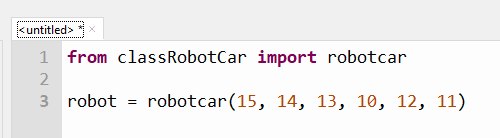 <untitled> *
1 from classRobotCar import robotcar
2
3 robot = robotcar(15, 14, 13, 10, 12, 11)